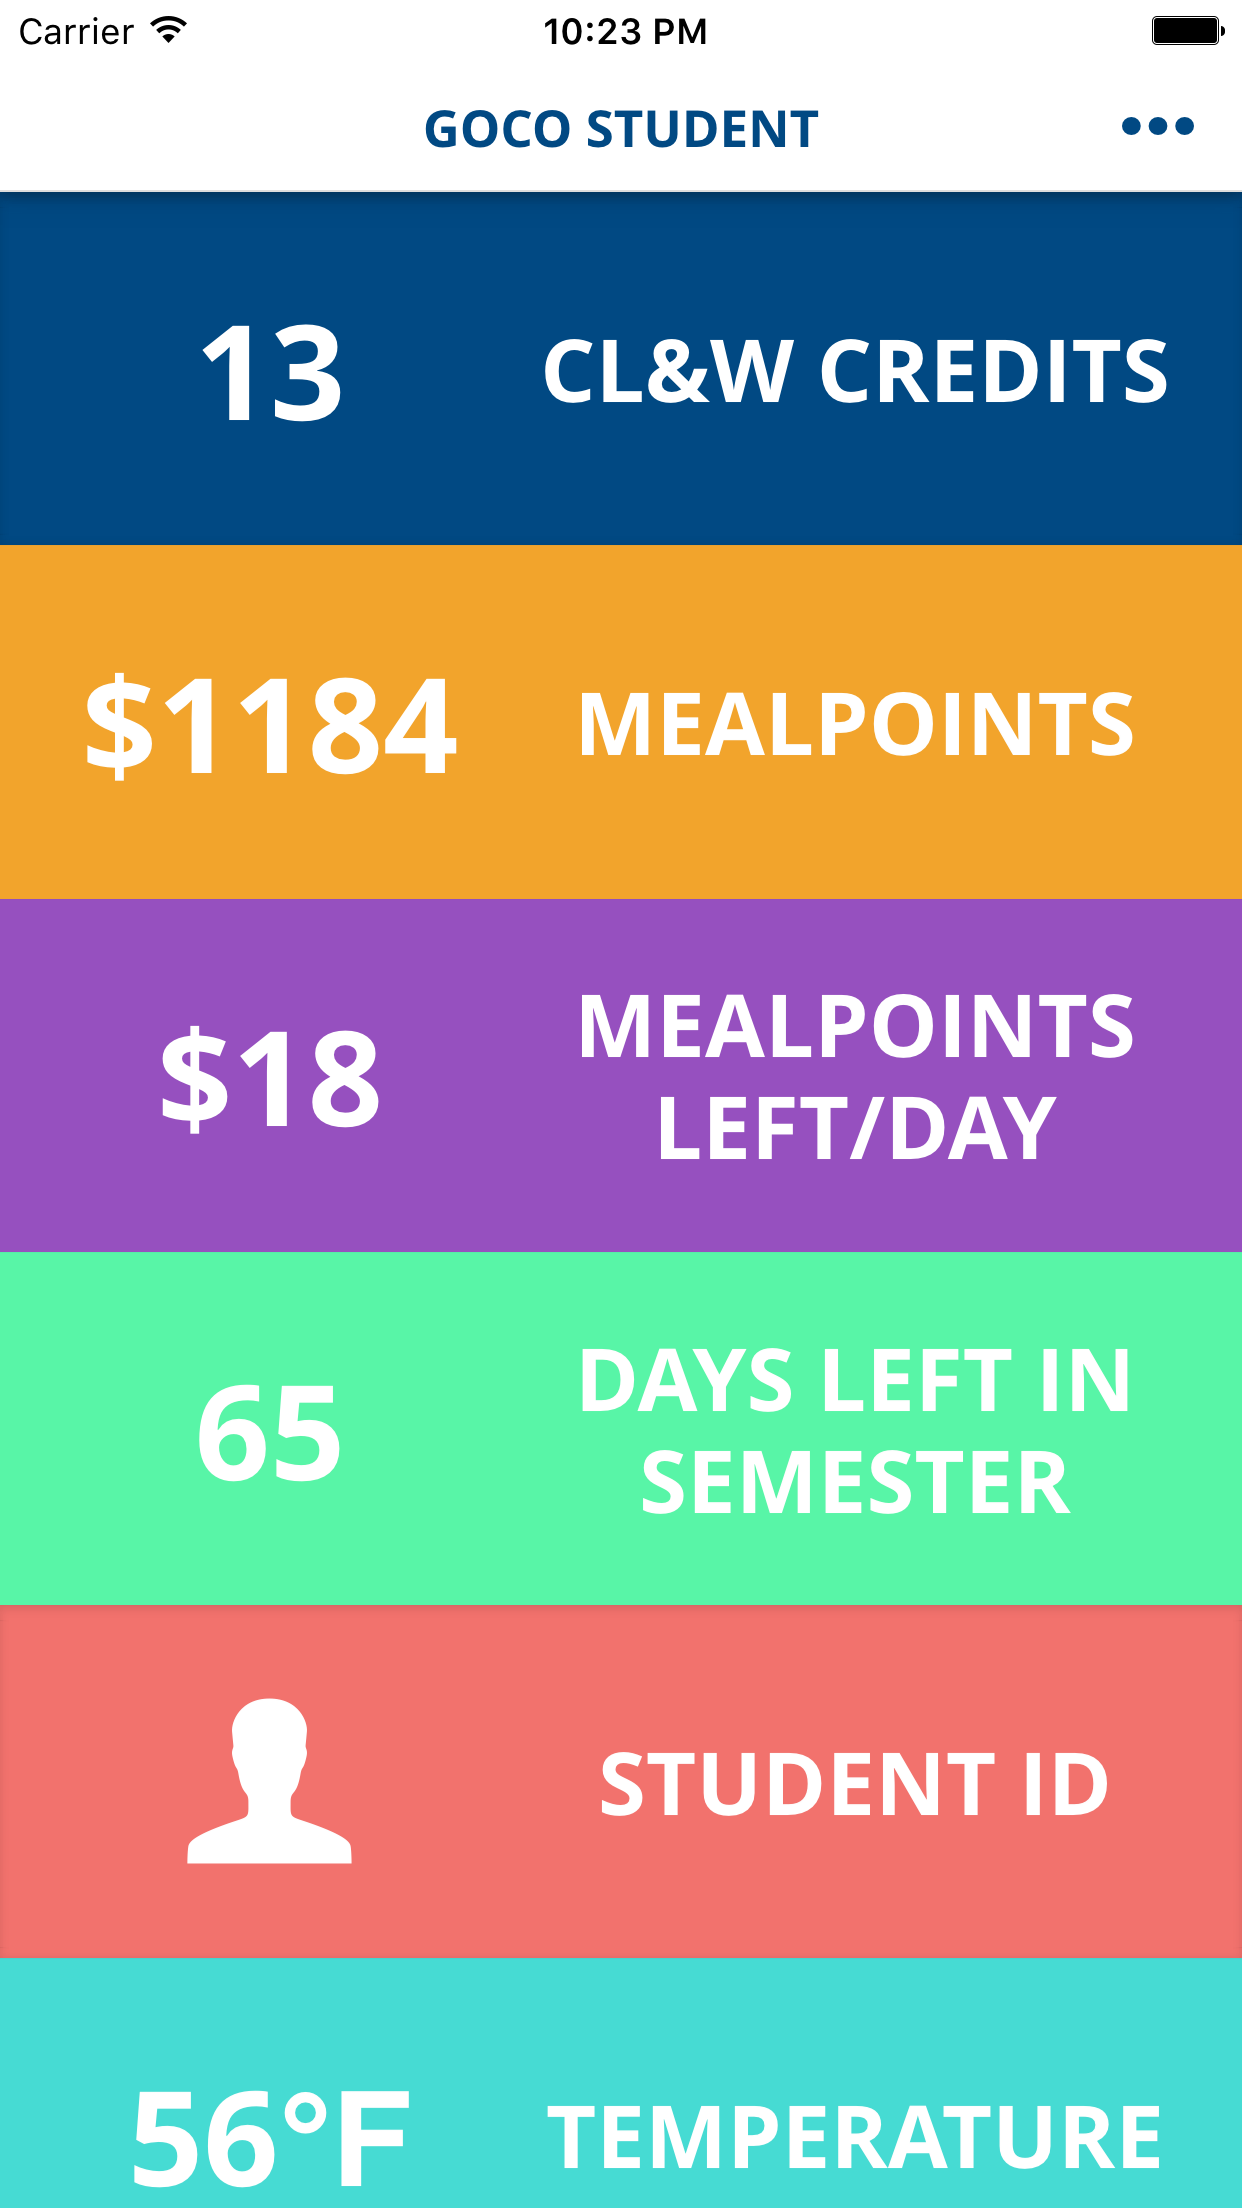 Carrier 10:23 PM
GOCO STUDENT
13 CL&W CREDITS
$1184 MEALPOINTS
$18 MEALPOINTS
LEFT/DAY
65 DAYS LEFT IN
SEMESTER
STUDENT ID
56°F TEMPERATURE